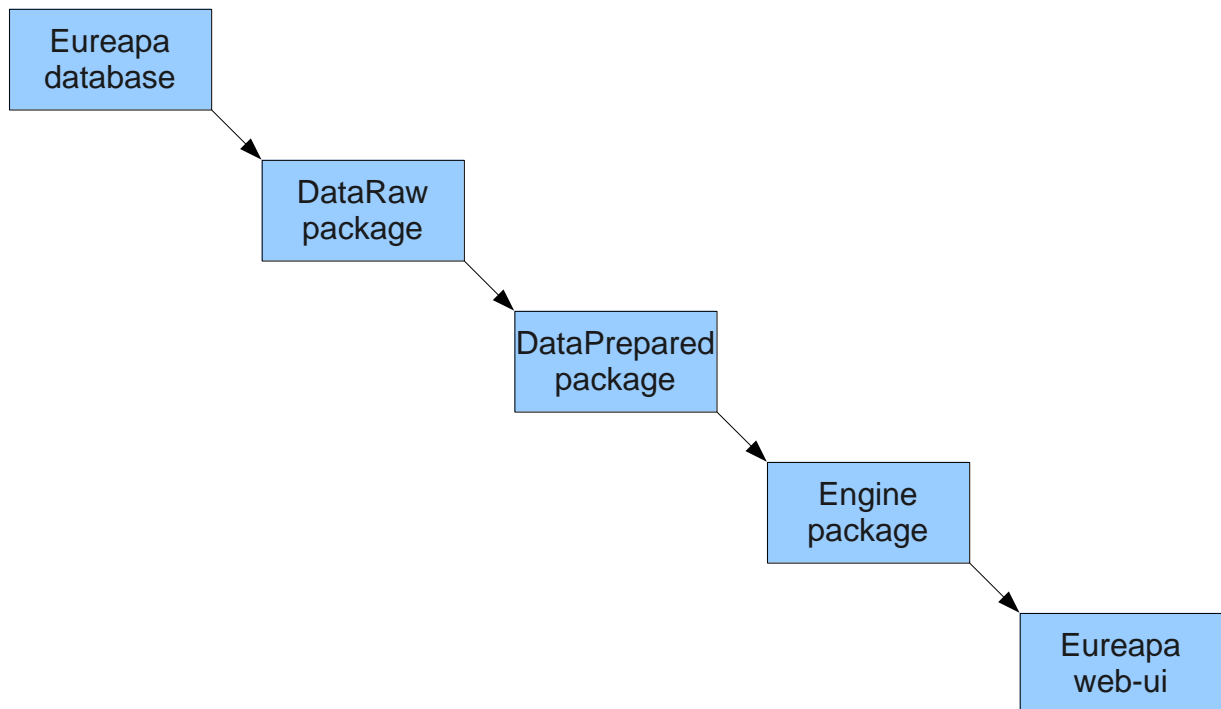 Eureapa
database
DataRaw
package
DataPrepared
package
Engine
package
Eureapa
web-ui